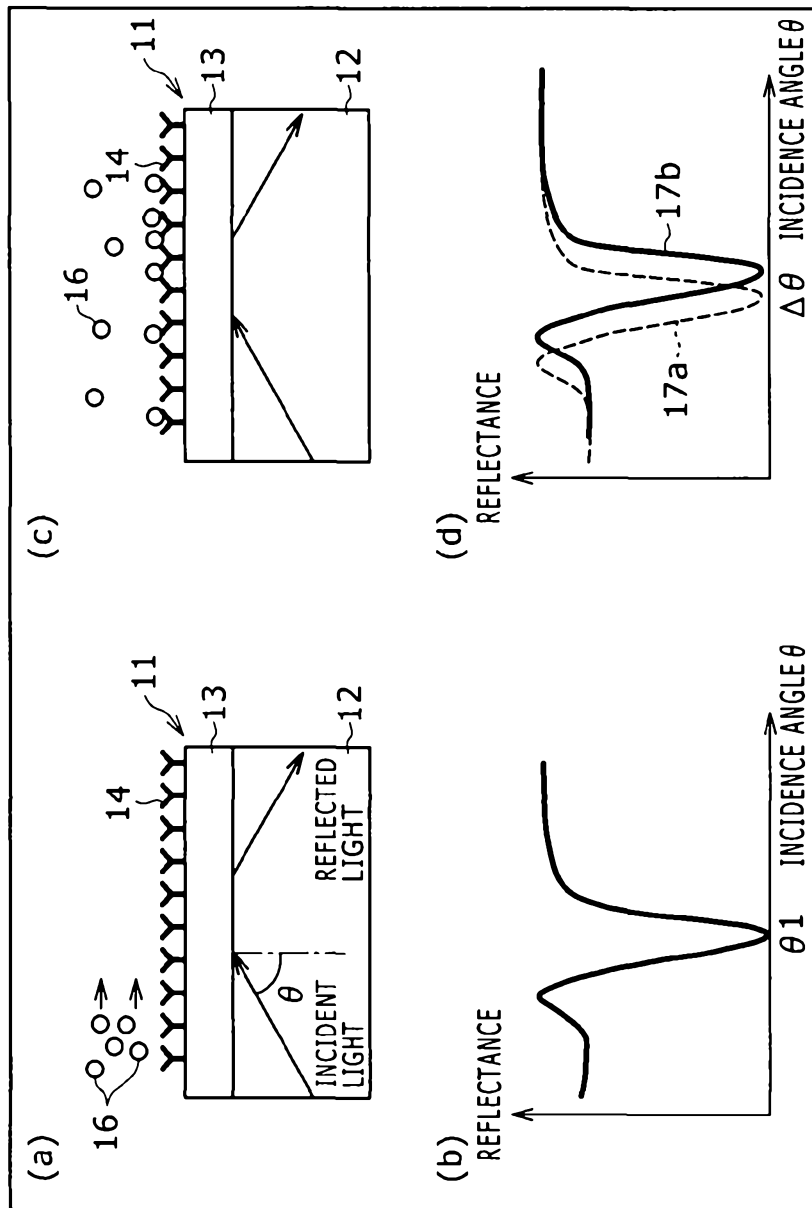 (a)
16
14
11
13
12
INCIDENT
LIGHT
θ
REFLECTED
LIGHT
(b)
REFLECTANCE
θ1
INCIDENCE ANGLE θ
(c)
16
14
11
13
12
(d)
REFLECTANCE
17a
17b
Δθ
INCIDENCE ANGLE θ